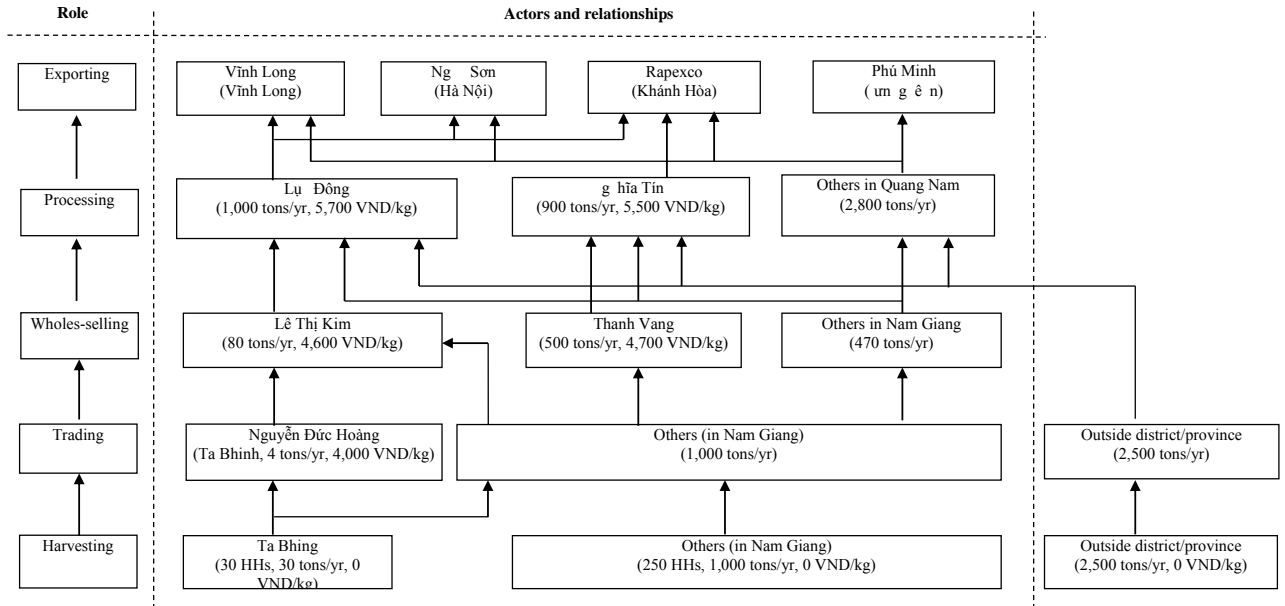 Role
Actors and relationships
Exporting
Vĩnh Long
(Vĩnh Long)
Sơn
(Hà Nội)
Rapexco
(Khánh Hòa)
Phú Minh
Processing
Đông
(1,000 tons/yr, 5,700 VND/kg)
Tín
(900 tons/yr, 5,500 VND/kg)
Others in Quang Nam
(2,800 tons/yr)
Wholes-selling
Lê Thị Kim
(80 tons/yr, 4,600 VND/kg)
Thanh Vang
(500 tons/yr, 4,700 VND/kg)
Others in Nam Giang
(470 tons/yr)
Trading
Nguyễn Đức Hoàng
(Ta Bhinh, 4 tons/yr, 4,000 VND/kg)
Others (in Nam Giang)
(1,000 tons/yr)
Outside district/province
(2,500 tons/yr)
Harvesting
Ta Bhing
(30 HHs, 30 tons/yr, 0
VND/kg)
Others (in Nam Giang)
(250 HHs, 1,000 tons/yr, 0 VND/kg)
Outside district/province
(2,500 tons/yr, 0 VND/kg)